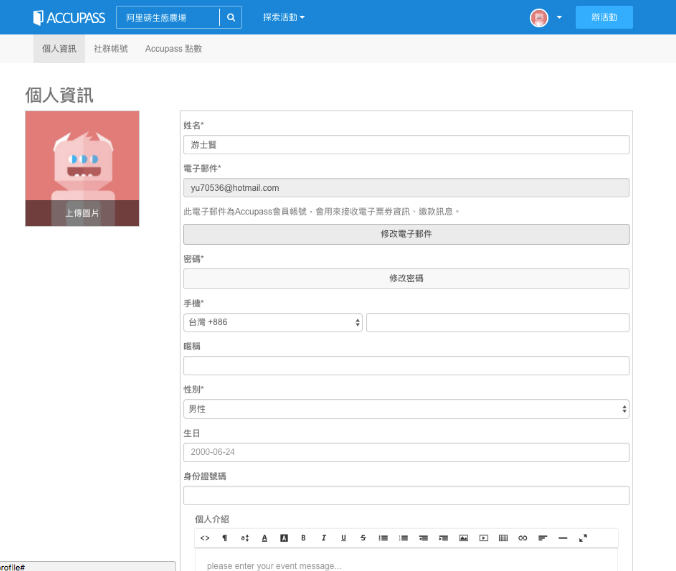 ACCUPASS
阿里磅生態農場
探索活動
辦活動
個人資訊
社群帳號
Accupass 點數
個人資訊
上傳圖片
姓名*
游士賢
電子郵件*
yu70536@hotmail.com
此電子郵件為Accupass會員帳號，會用來接收電子票券資訊、繳款訊息。
修改電子郵件
密碼*
修改密碼
手機*
台灣 +886
暱稱
性別*
男性
生日
2000-06-24
身份證號碼
個人介紹
please enter your event message...
rofile#